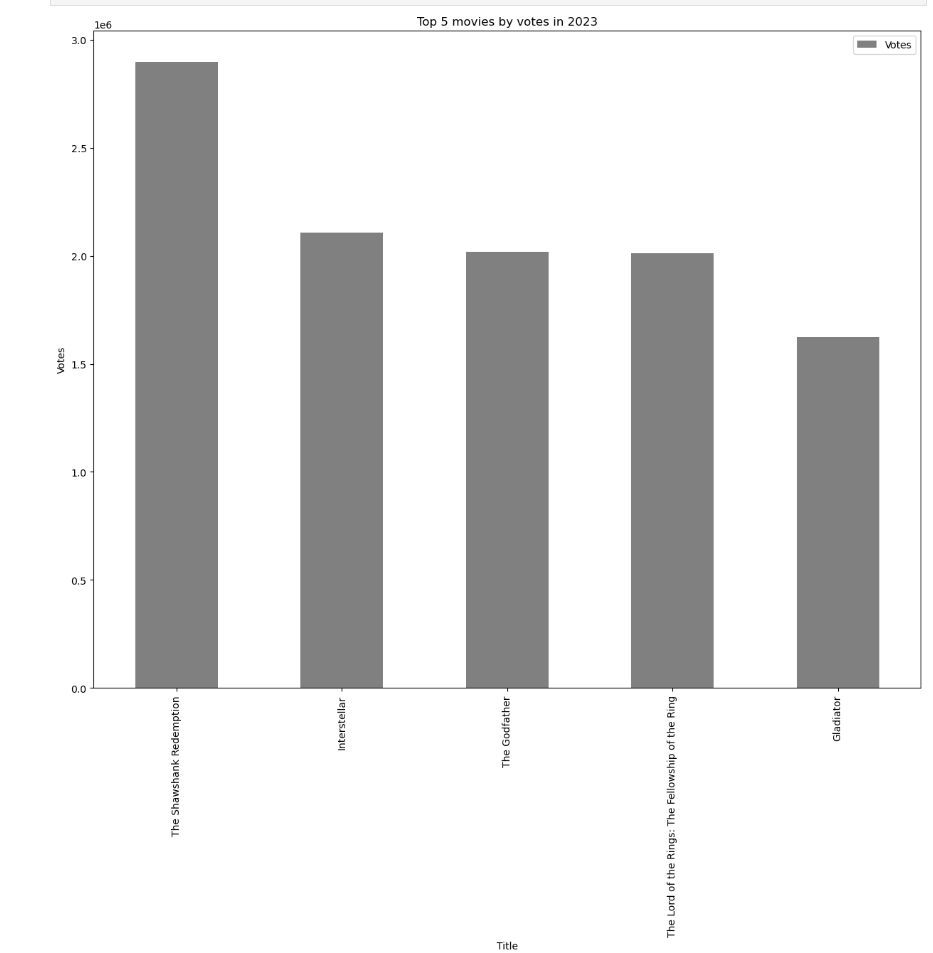 Top 5 movies by votes in 2023
1e6
Votes
3.0
2.5
2.0
1.5
1.0
0.5
0.0
Votes
The Shawshank Redemption
Interstellar
The Godfather
The Lord of the Rings: The Fellowship of the Ring
Gladiator
Title